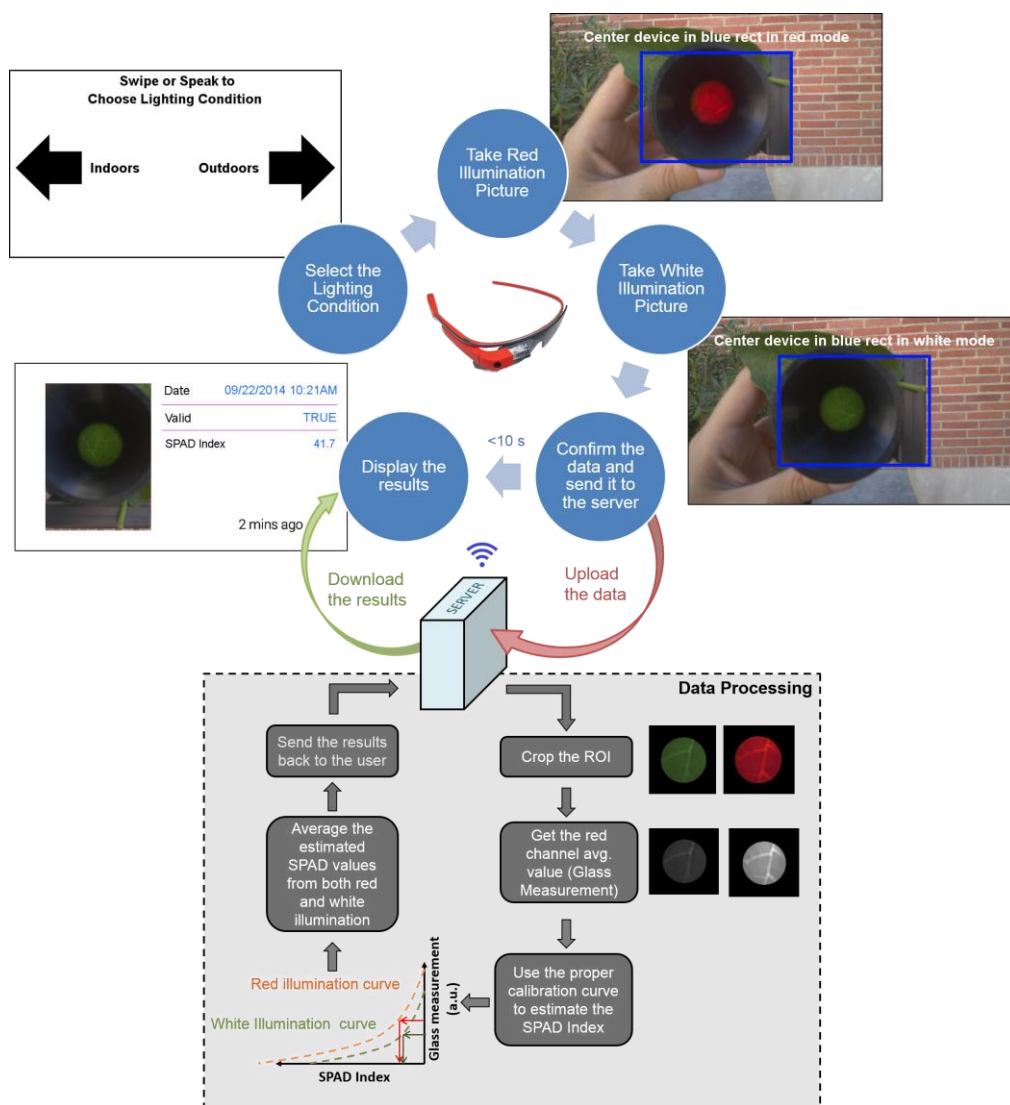 Swipe or Speak to
Choose Lighting Condition
Indoors
Outdoors
Center device in blue rect in red mode
Take Red
Illumination
Picture
Select the
Lighting
Condition
Take White
Illumination
Picture
Center device in blue rect in white mode
Date 09/22/2014 10:21AM
Valid TRUE
SPAD Index 41.7
2 mins ago
Display the
results
<10 s
Confirm the
data and
send it to
the server
Download
the results
SERVER
Upload
the data
Data Processing
Send the results
back to the user
Crop the ROI
Average the
estimated
SPAD values
from both red
and white
illumination
Get the red
channel avg.
value (Glass
Measurement)
Red illumination curve
White Illumination curve
Glass measurement
(a.u.)
SPAD Index
Use the proper
calibration curve
to estimate the
SPAD Index